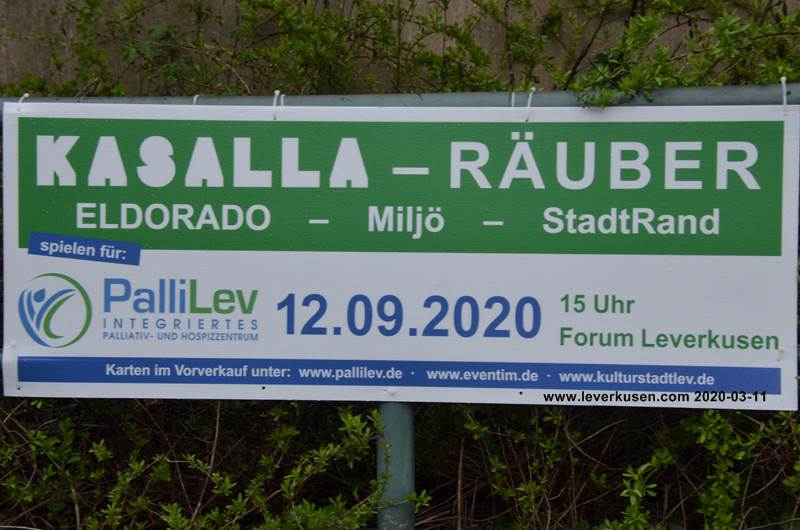 KASALLA – RÄUBER
ELDORADO – Miljö – StadtRand
spielen für:
PalliLev
INTEGRIERTES
PALLIATIV- UND HOSPIZZENTRUM
12.09.2020
15 Uhr
Forum Leverkusen
Karten im Vorverkauf unter: www.pallilev.de · www.eventim.de · www.kulturstadtlev.de
www.leverkusen.com 2020-03-11